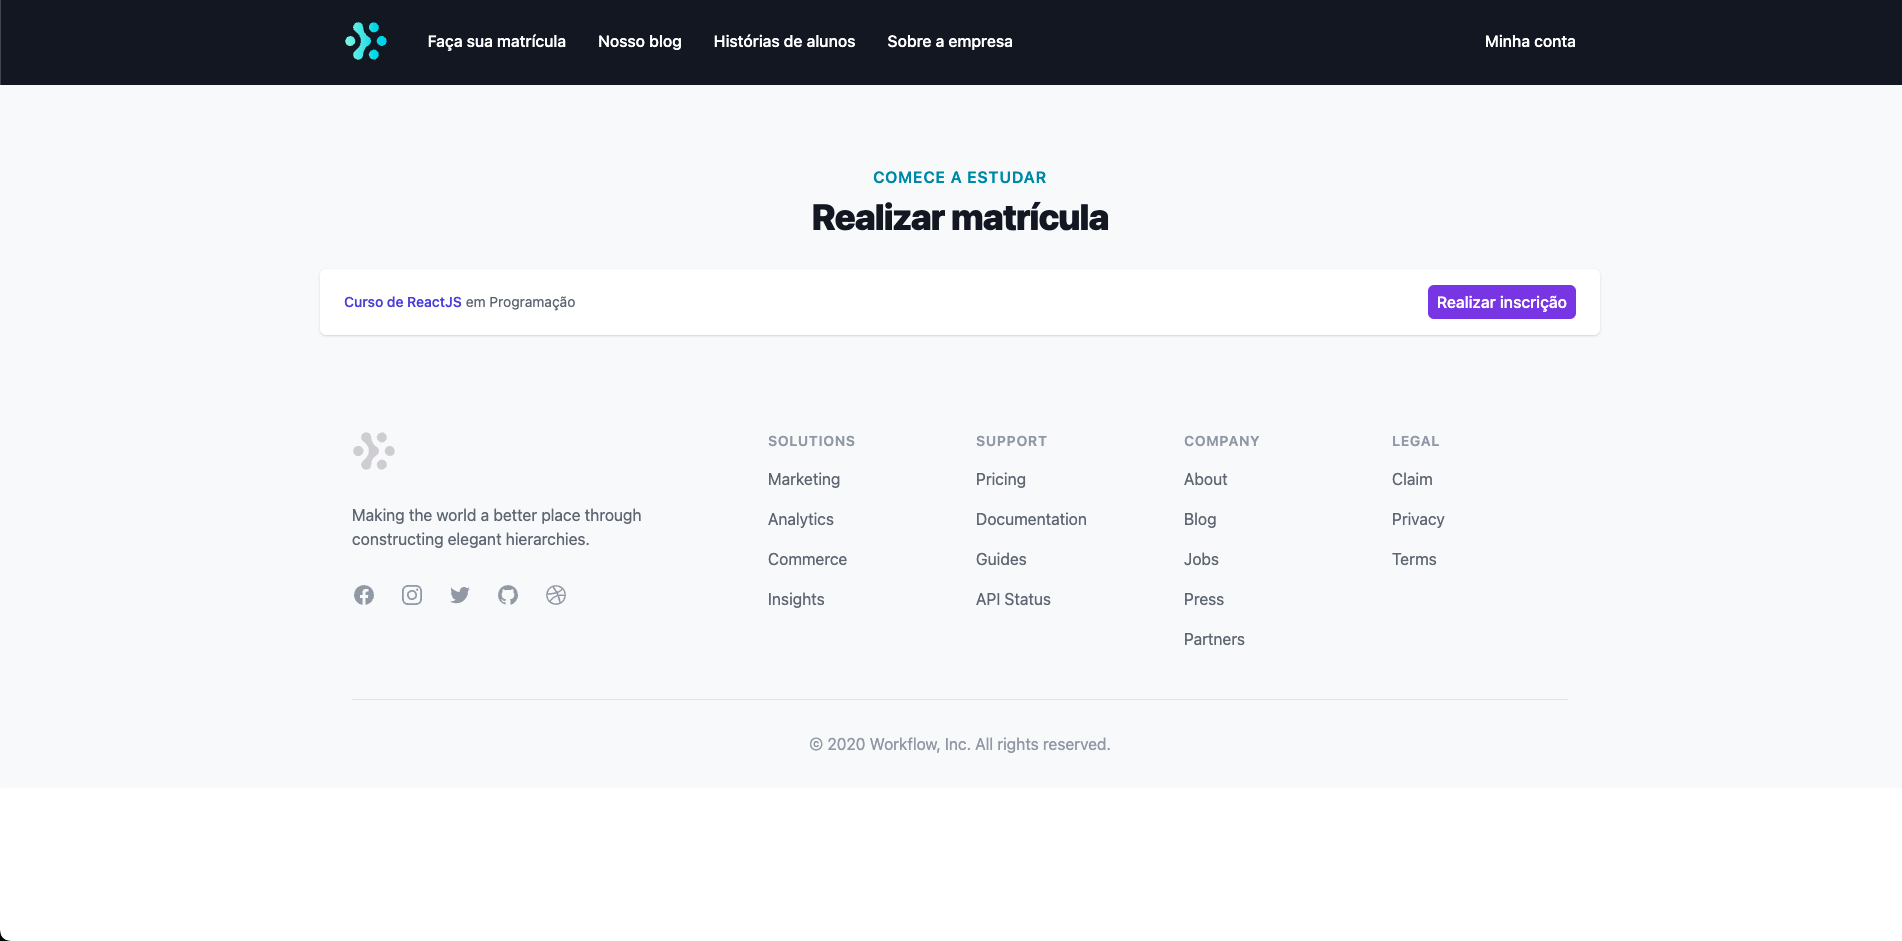 Faça sua matrícula Nosso blog Histórias de alunos Sobre a empresa Minha conta
COMECE A ESTUDAR
Realizar matrícula
Curso de ReactJS em Programação Realizar inscrição
Making the world a better place through
constructing elegant hierarchies.
SOLUTIONS
Marketing
Analytics
Commerce
Insights
SUPPORT
Pricing
Documentation
Guides
API Status
COMPANY
About
Blog
Jobs
Press
Partners
LEGAL
Claim
Privacy
Terms
© 2020 Workflow, Inc. All rights reserved.